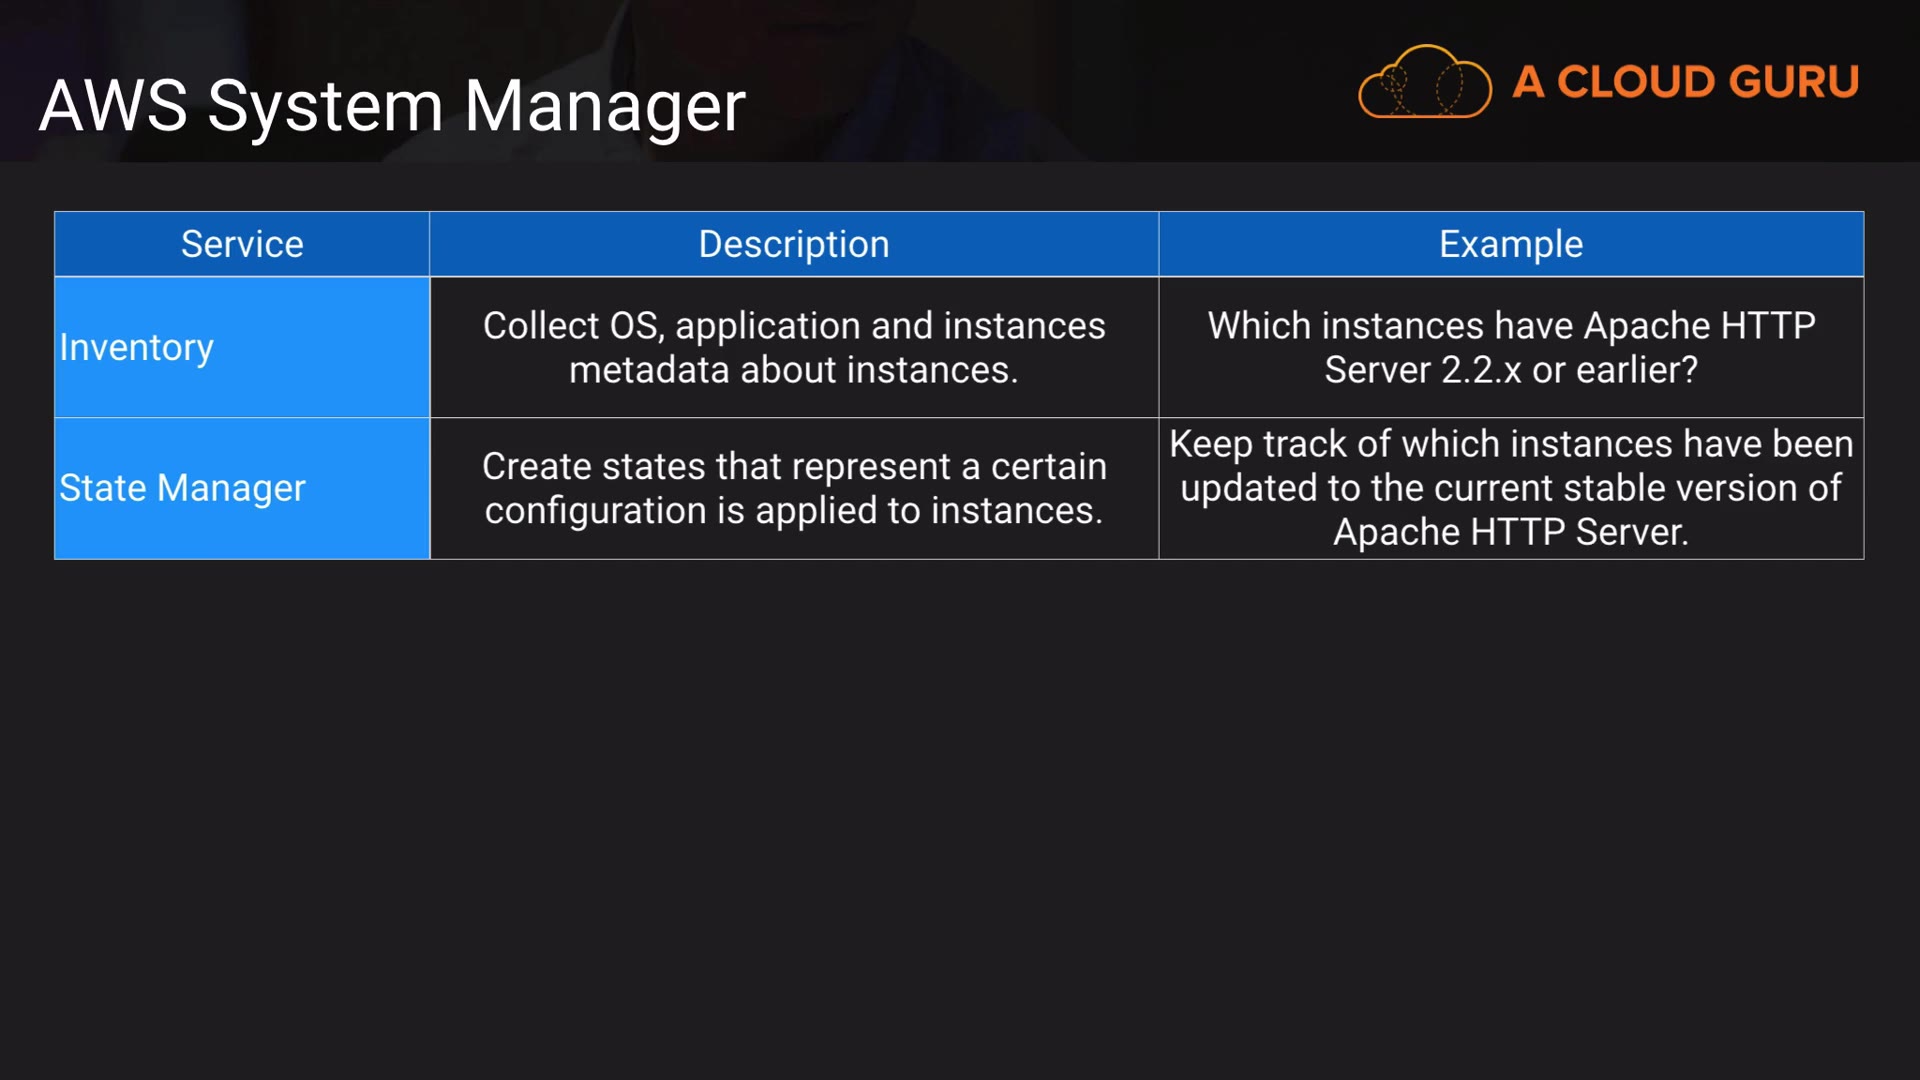 AWS System Manager
A CLOUD GURU
Service
Description
Example
Inventory
Collect OS, application and instances
metadata about instances.
Which instances have Apache HTTP
Server 2.2.x or earlier?
State Manager
Create states that represent a certain
configuration is applied to instances.
Keep track of which instances have been
updated to the current stable version of
Apache HTTP Server.